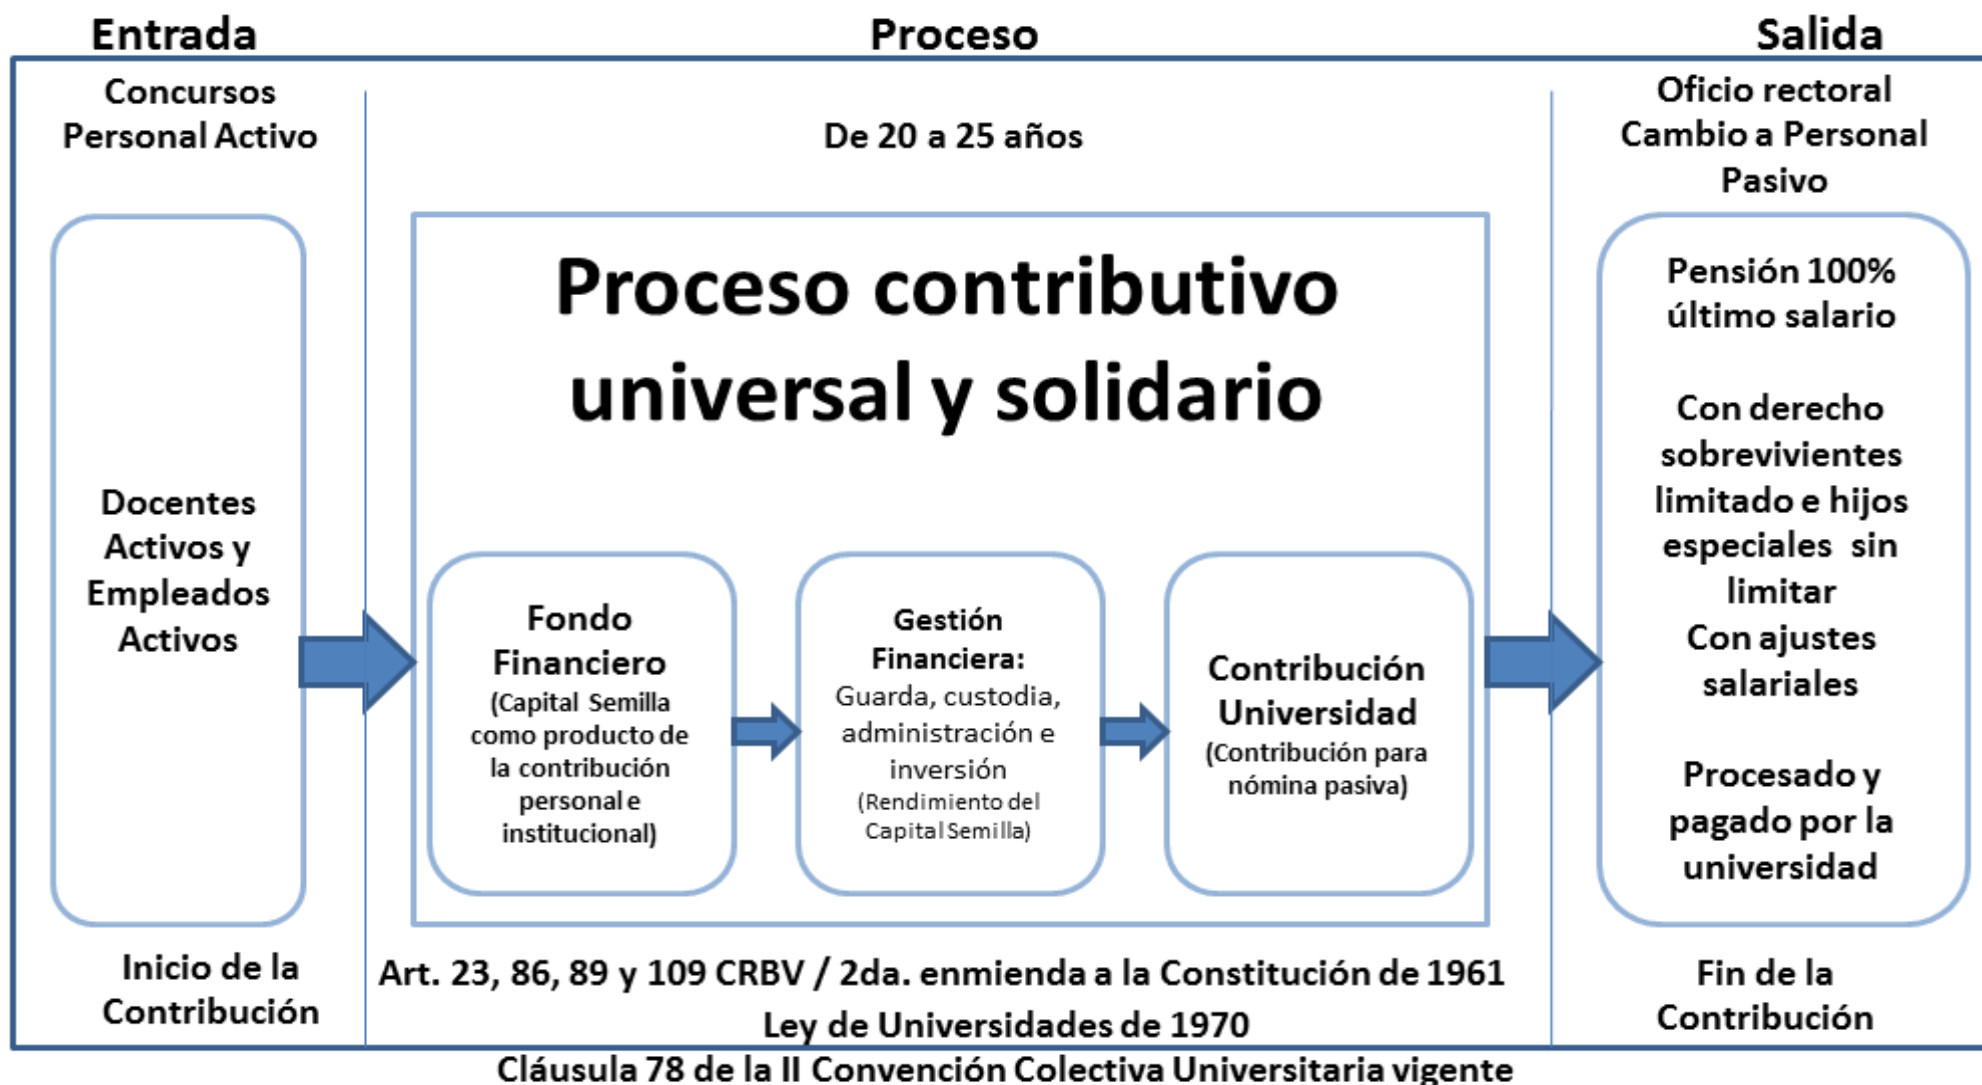 Entrada
Proceso
Salida
Concursos
Personal Activo
De 20 a 25 años
Oficio rectoral
Cambio a Personal
Pasivo
Docentes
Activos y
Empleados
Activos
Proceso contributivo
universal y solidario
Fondo
Financiero
(Capital Semilla
como producto de
la contribución
personal e
institucional)
Gestión
Financiera:
Guarda, custodia,
administración e
inversión
(Rendimiento del
Capital Semilla)
Contribución
Universidad
(Contribución para
nómina pasiva)
Pensión 100%
último salario
Con derecho
sobrevivientes
limitado e hijos
especiales sin
limitar
Con ajustes
salariales
Procesado y
pagado por la
universidad
Inicio de la
Contribución
Art. 23, 86, 89 y 109 CRBV / 2da. enmienda a la Constitución de 1961
Ley de Universidades de 1970
Cláusula 78 de la II Convención Colectiva Universitaria vigente
Fin de la
Contribución